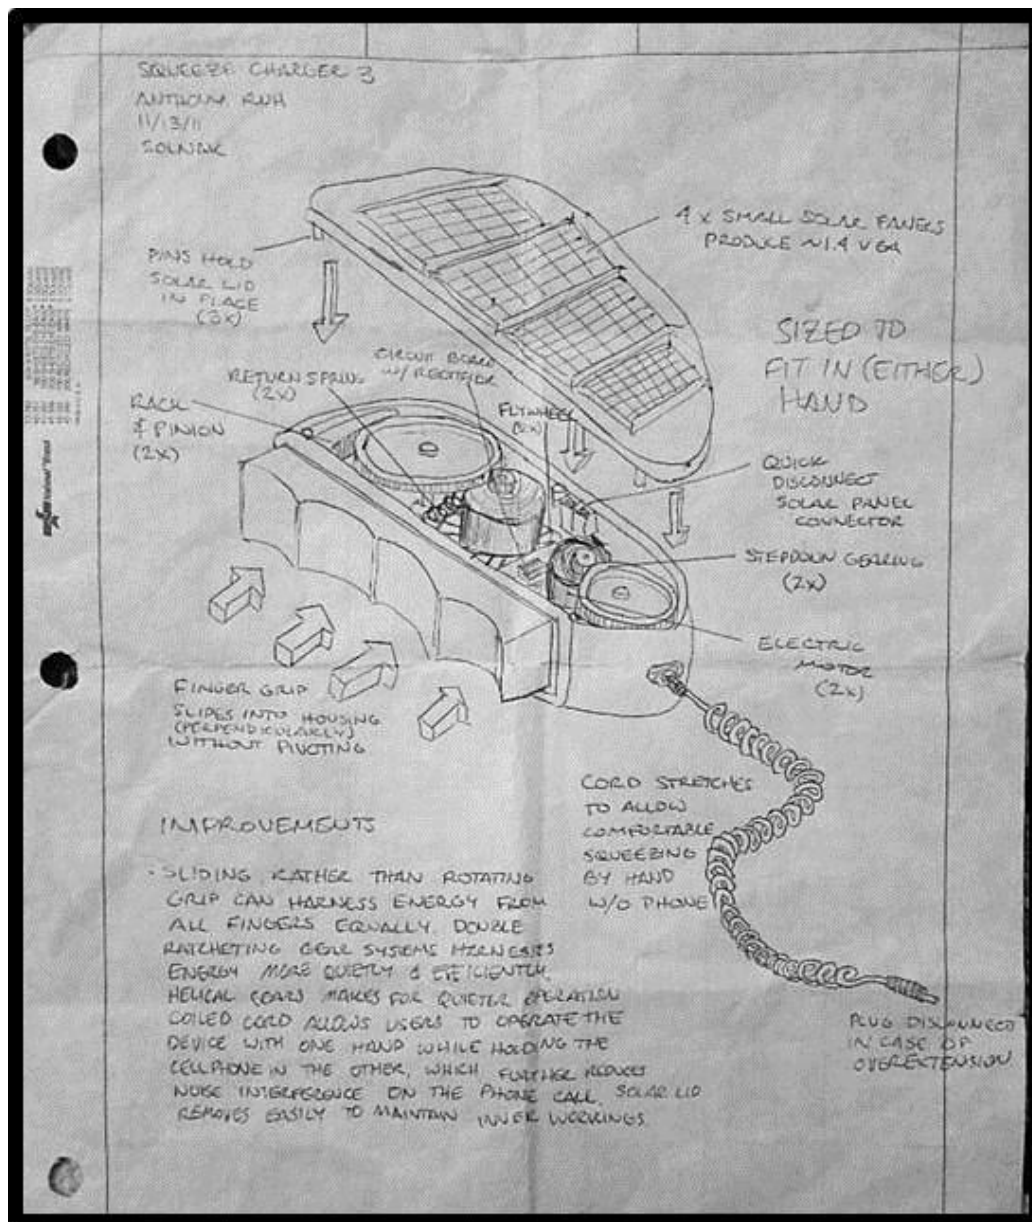 SQUEEZE CHARGER 3
ANTHONY
11/13/11
PINS HOLD
SOLAR LID
IN PLACE
(3x)
4 x SMALL SOLAR PANELS
PRODUCE ~1.4 V EA
SIZED TO
FIT IN (EITHER)
HAND
CIRCUIT BOARD
W/ RECTIFIER
RETURN SPRING
(2x)
FLYWHEEL
(2x)
RACK
& PINION
(2x)
QUICK
DISCONNECT
SOLAR PANEL
CONNECTOR
STEPDOWN GEARING
(2x)
ELECTRIC
MOTOR
(2x)
FINGER GRIP
SLIDES INTO HOUSING
(PERPENDICULARLY)
WITHOUT PIVOTING
CORD STRETCHES
TO ALLOW
COMFORTABLE
SQUEEZING
BY HAND
W/O PHONE
PLUG DISCONNECT
IN CASE OF
OVEREXTENSION
IMPROVEMENTS
- SLIDING RATHER THAN ROTATING
GRIP CAN HARNESS ENERGY FROM
ALL FINGERS EQUALLY. DOUBLE
RATCHETING GEAR SYSTEMS HARNESSES
ENERGY MORE QUIETLY & EFFICIENTLY.
HELICAL GEARS MAKES FOR QUIETER OPERATION
COILED CORD ALLOWS USERS TO OPERATE THE
DEVICE WITH ONE HAND WHILE HOLDING THE
CELLPHONE IN THE OTHER, WHICH FURTHER REDUCES
NOISE INTERFERENCE ON THE PHONE CALL. SOLAR LID
REMOVES EASILY TO MAINTAIN INNER WORKINGS.